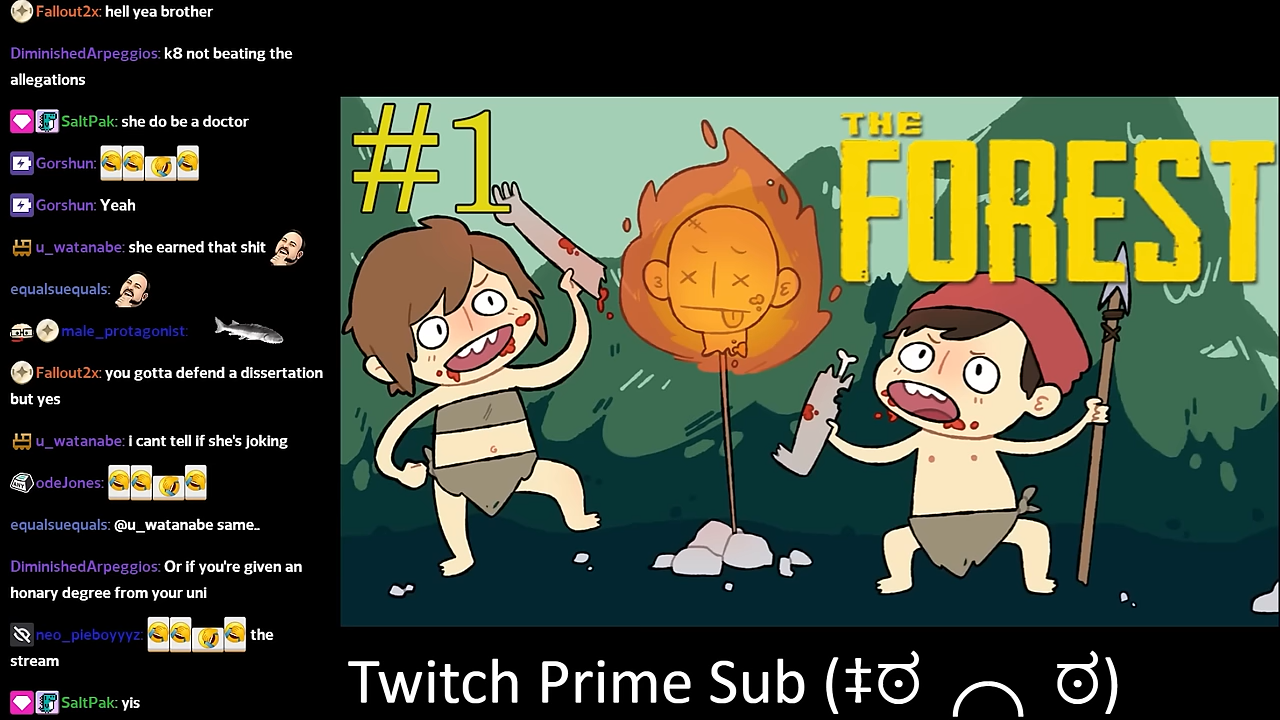 Fallout2x: hell yea brother
DiminishedArpeggios: k8 not beating the
allegations
SaltPak: she do be a doctor
Gorshun:
Gorshun: Yeah
u_watanabe: she earned that shit
equalsuequals:
male_protagonist:
Fallout2x: you gotta defend a dissertation
but yes
u_watanabe: i cant tell if she's joking
odeJones:
equalsuequals: @u_watanabe same..
DiminishedArpeggios: Or if you're given an
honary degree from your uni
neo_pieboyyyz: the
stream
SaltPak: yis
#1
THE
FOREST
Twitch Prime Sub (‡ಠ ⌒ ಠ)